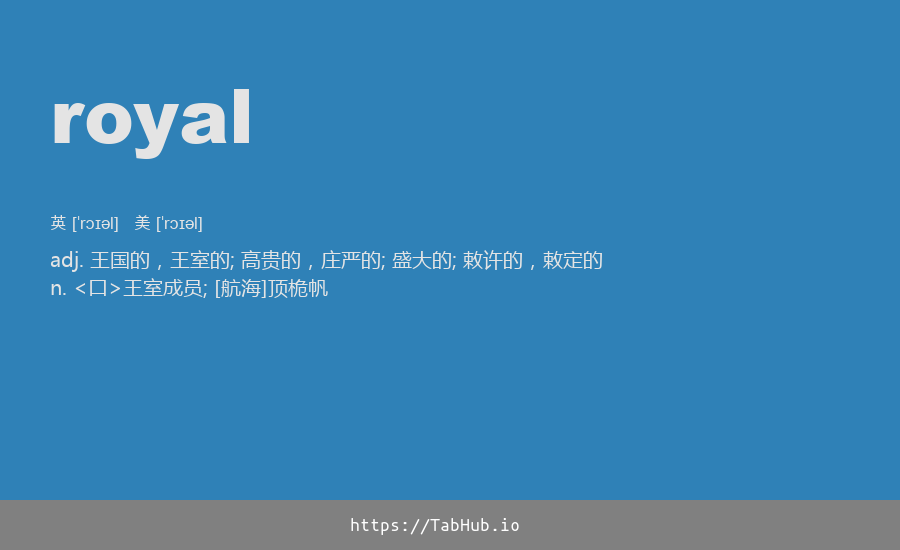 royal
英 [ˈrɔɪəl] 美 [ˈrɔɪəl]
adj. 王国的，王室的; 高贵的，庄严的; 盛大的; 敕许的，敕定的
n. <口>王室成员; [航海]顶桅帆
https://TabHub.io